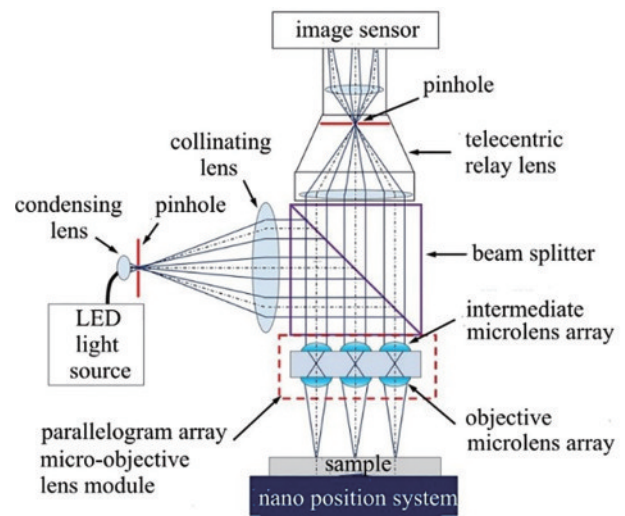 image sensor
pinhole
collinating
lens
telecentric
relay lens
condensing
lens
pinhole
beam splitter
LED
light
source
intermediate
microlens array
parallelogram array
micro-objective
lens module
objective
microlens array
sample
nano position system